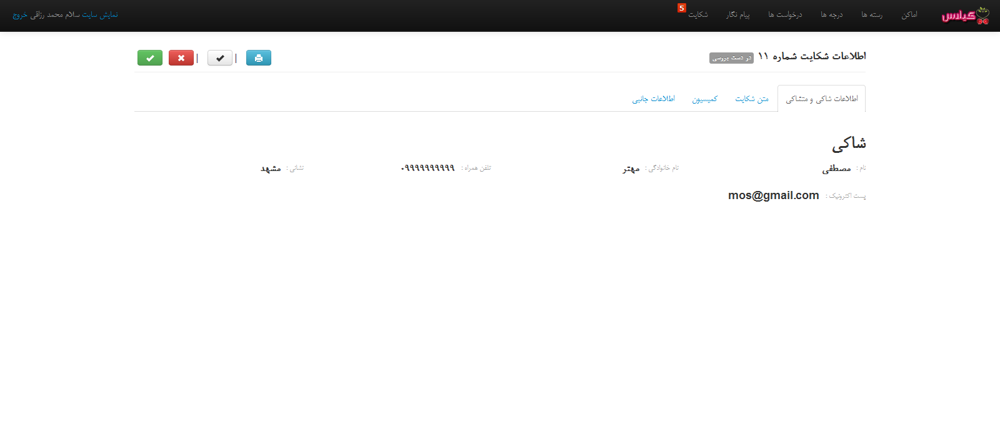 گیلاس اماکن رسته ها درجه ها درخواست ها پیام نگار شکایت 5 نمایش سایت سلام محمد رزاقی خروج
اطلاعات شکایت شماره ۱۱ در دست بررسی
اطلاعات شاکی و متشاکی متن شکایت کمیسیون اطلاعات جانبی
شاکی
نام : مصطفی نام خانوادگی : مهتر تلفن همراه : ۰۹۹۹۹۹۹۹۹۹۹ نشانی : مشهد
پست اکترونیک : mos@gmail.com